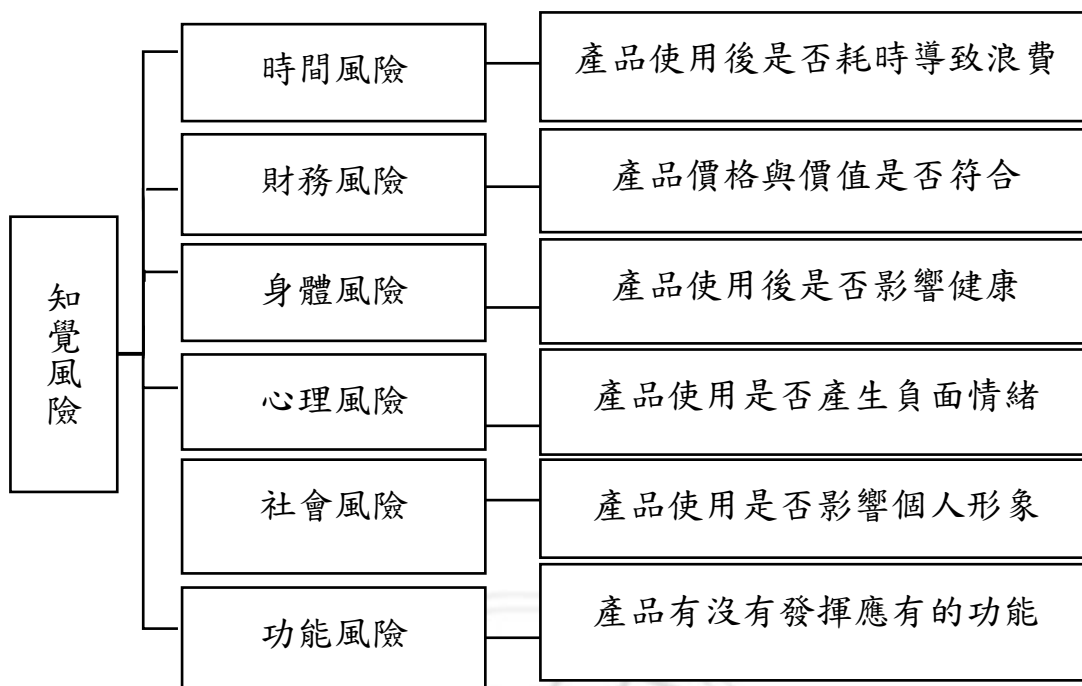 知覺風險
時間風險
產品使用後是否耗時導致浪費
財務風險
產品價格與價值是否符合
身體風險
產品使用後是否影響健康
心理風險
產品使用是否產生負面情緒
社會風險
產品使用是否影響個人形象
功能風險
產品有沒有發揮應有的功能